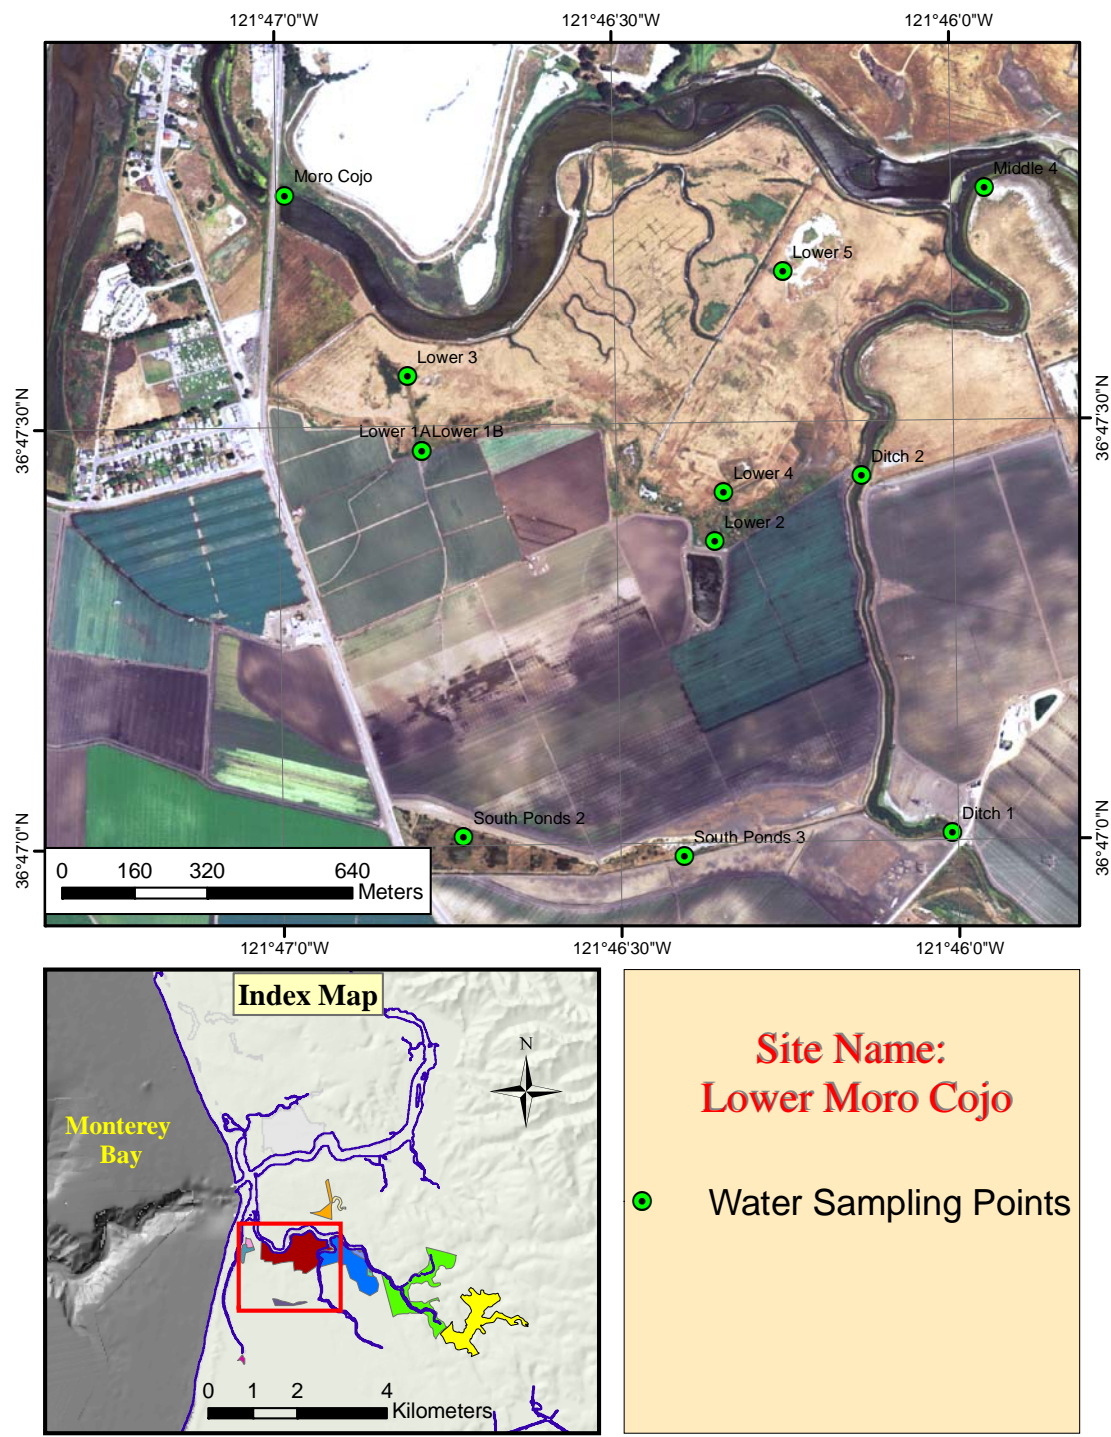 121°47'0"W
121°46'30"W
121°46'0"W
Moro Cojo
Middle 4
Lower 5
Lower 3
36°47'30"N
36°47'30"N
Lower 1A Lower 1B
Ditch 2
Lower 4
Lower 2
South Ponds 2
Ditch 1
South Ponds 3
36°47'0"N
36°47'0"N
0 160 320 640
Meters
121°47'0"W
121°46'30"W
121°46'0"W
Index Map
N
Monterey
Bay
0 1 2 4
Kilometers
Site Name:
Lower Moro Cojo
Water Sampling Points